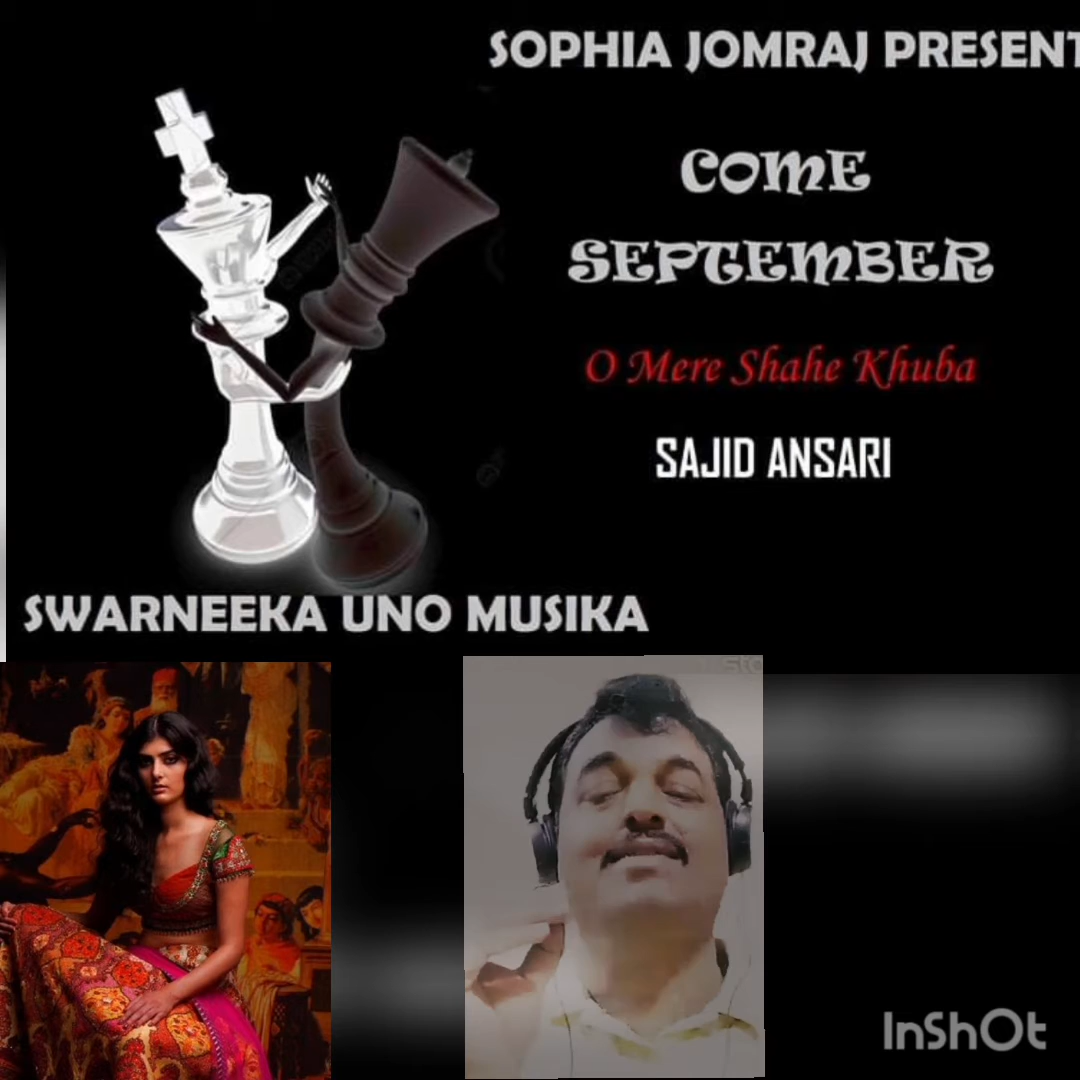 SOPHIA JOMRAJ PRESENT
COME
SEPTEMBER
O Mere Shahe Khuba
SAJID ANSARI
SWARNEEKA UNO MUSIKA
InShOt